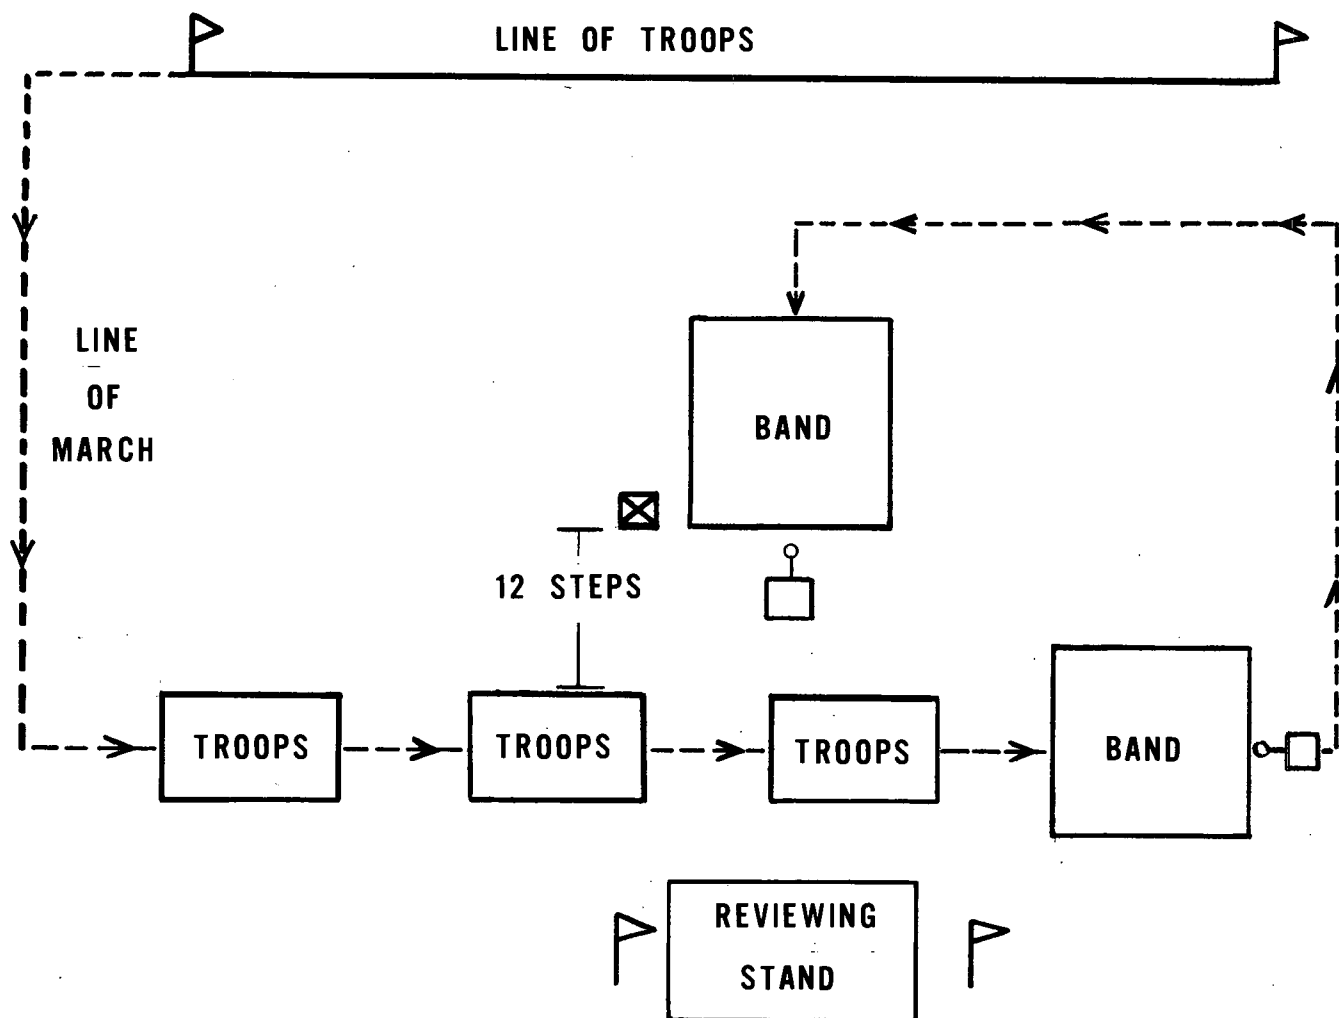 LINE OF TROOPS
LINE
OF
MARCH
BAND
12 STEPS
TROOPS
TROOPS
TROOPS
BAND
REVIEWING
STAND